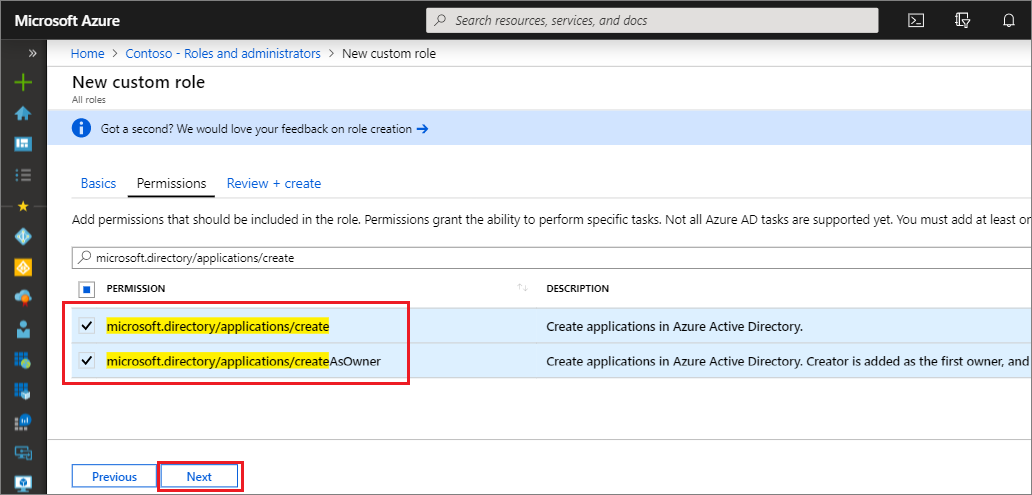 Microsoft Azure
Search resources, services, and docs
Home > Contoso - Roles and administrators > New custom role
New custom role
All roles
Got a second? We would love your feedback on role creation →
Basics Permissions Review + create
Add permissions that should be included in the role. Permissions grant the ability to perform specific tasks. Not all Azure AD tasks are supported yet. You must add at least
microsoft.directory/applications/create
PERMISSION DESCRIPTION
microsoft.directory/applications/create Create applications in Azure Active Directory.
microsoft.directory/applications/createAsOwner Create applications in Azure Active Directory. Creator is added as the first owner, and
Previous Next